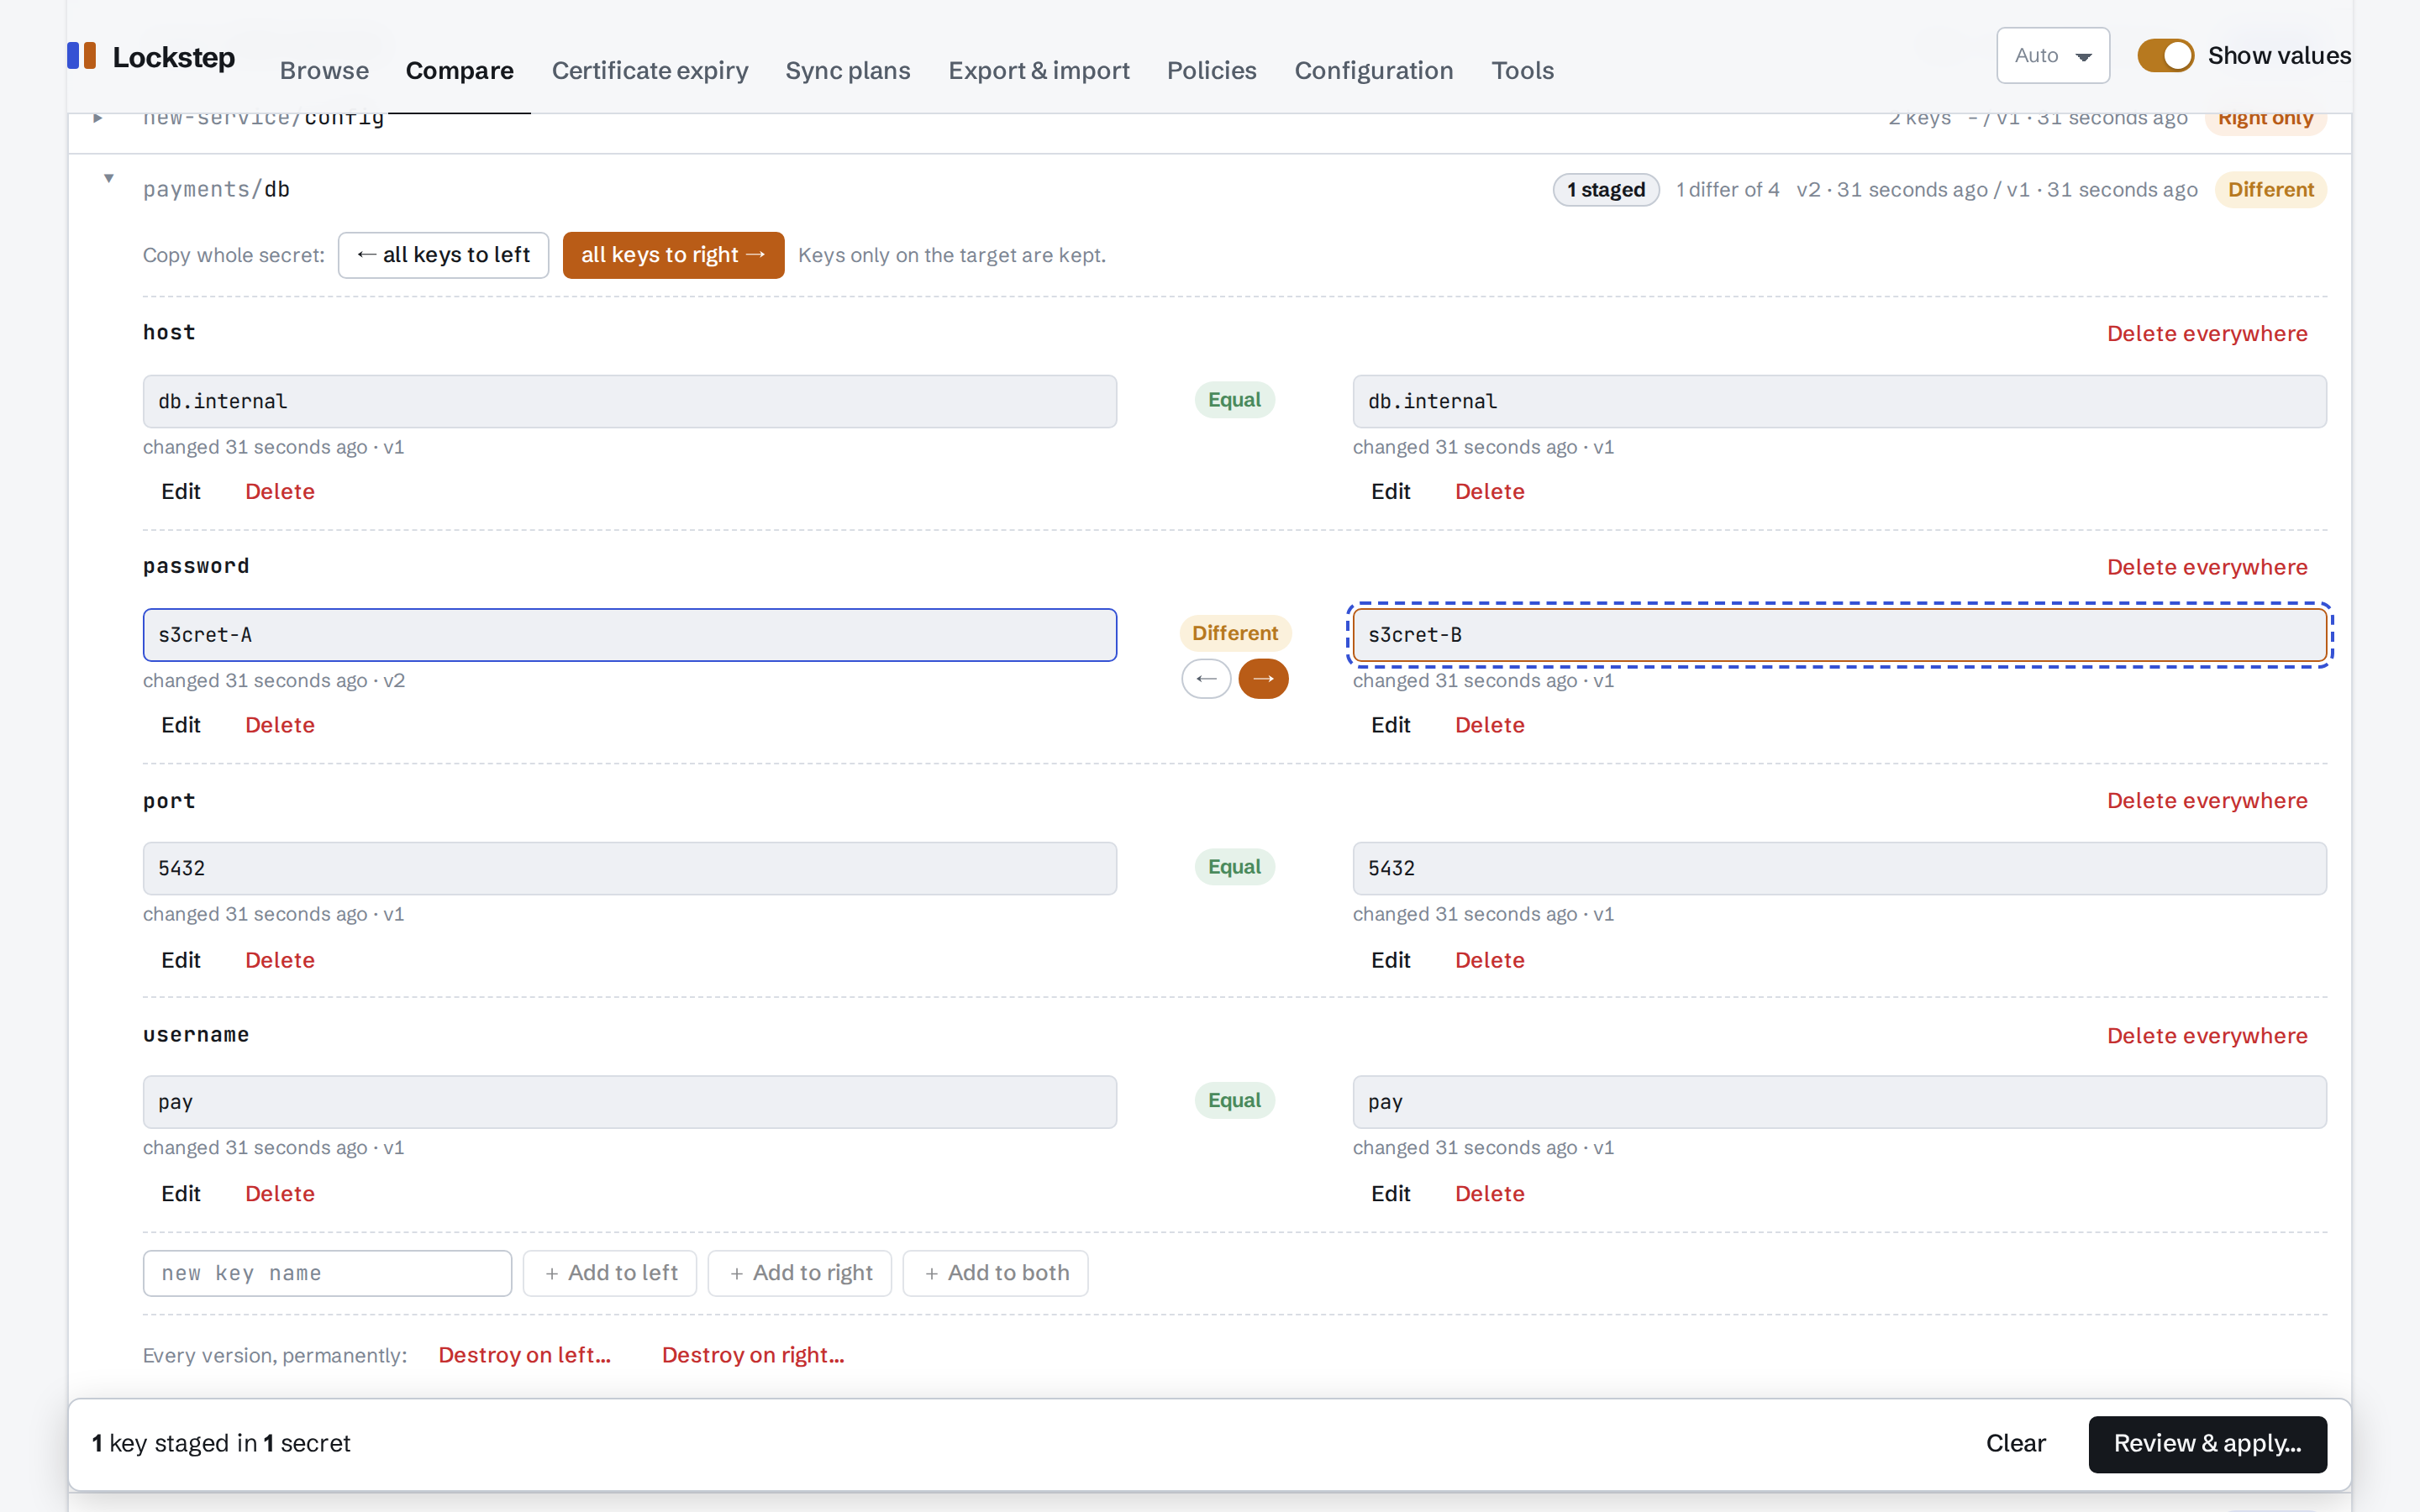 Lockstep Browse Compare Certificate expiry Sync plans Export & import Policies Configuration Tools Auto Show values
new-service/config 2 keys – / v1 · 31 seconds ago Right only
payments/db 1 staged 1 differ of 4 v2 · 31 seconds ago / v1 · 31 seconds ago Different
Copy whole secret: ← all keys to left all keys to right → Keys only on the target are kept.
host Delete everywhere
db.internal Equal db.internal
changed 31 seconds ago · v1 changed 31 seconds ago · v1
Edit Delete Edit Delete
password Delete everywhere
s3cret-A Different s3cret-B
changed 31 seconds ago · v2 ← → changed 31 seconds ago · v1
Edit Delete Edit Delete
port Delete everywhere
5432 Equal 5432
changed 31 seconds ago · v1 changed 31 seconds ago · v1
Edit Delete Edit Delete
username Delete everywhere
pay Equal pay
changed 31 seconds ago · v1 changed 31 seconds ago · v1
Edit Delete Edit Delete
new key name + Add to left + Add to right + Add to both
Every version, permanently: Destroy on left... Destroy on right...
1 key staged in 1 secret Clear Review & apply...